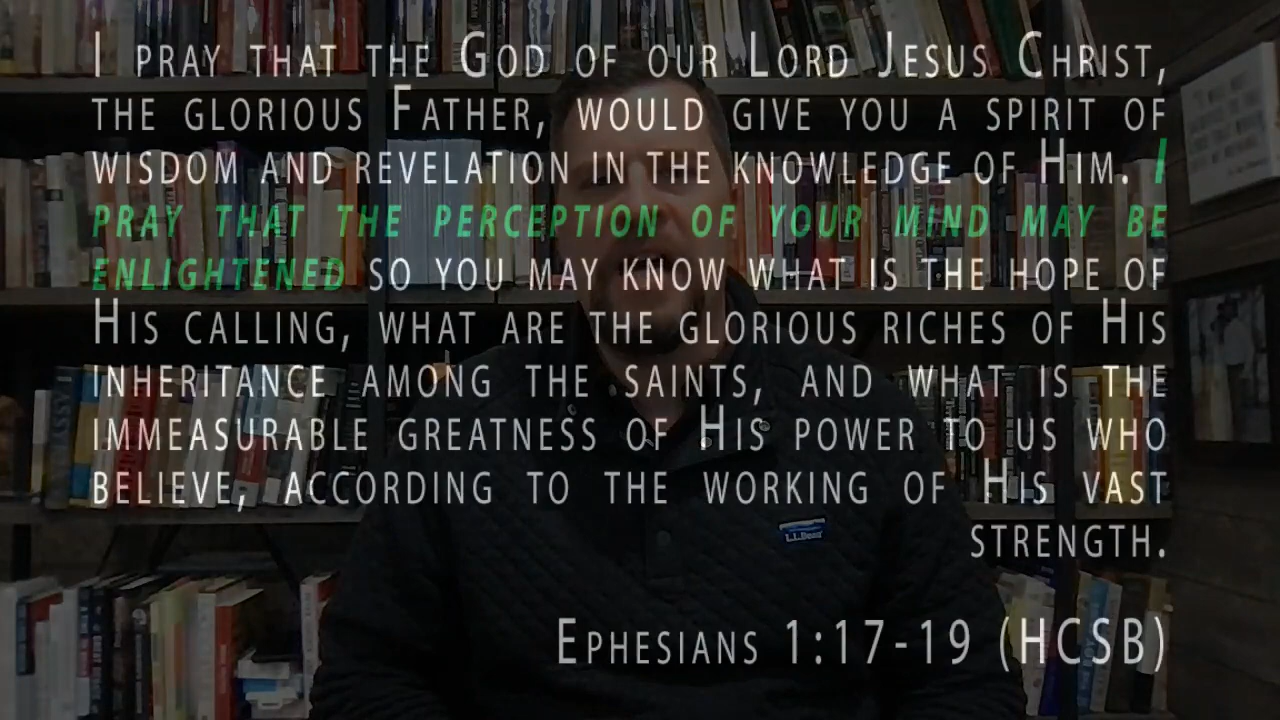 I pray that the God of our Lord Jesus Christ,
the glorious Father, would give you a spirit of
wisdom and revelation in the knowledge of Him. I
pray that the perception of your mind may be
enlightened so you may know what is the hope of
His calling, what are the glorious riches of His
inheritance among the saints, and what is the
immeasurable greatness of His power to us who
believe, according to the working of His vast
strength.
L.L.Bean
Ephesians 1:17-19 (HCSB)